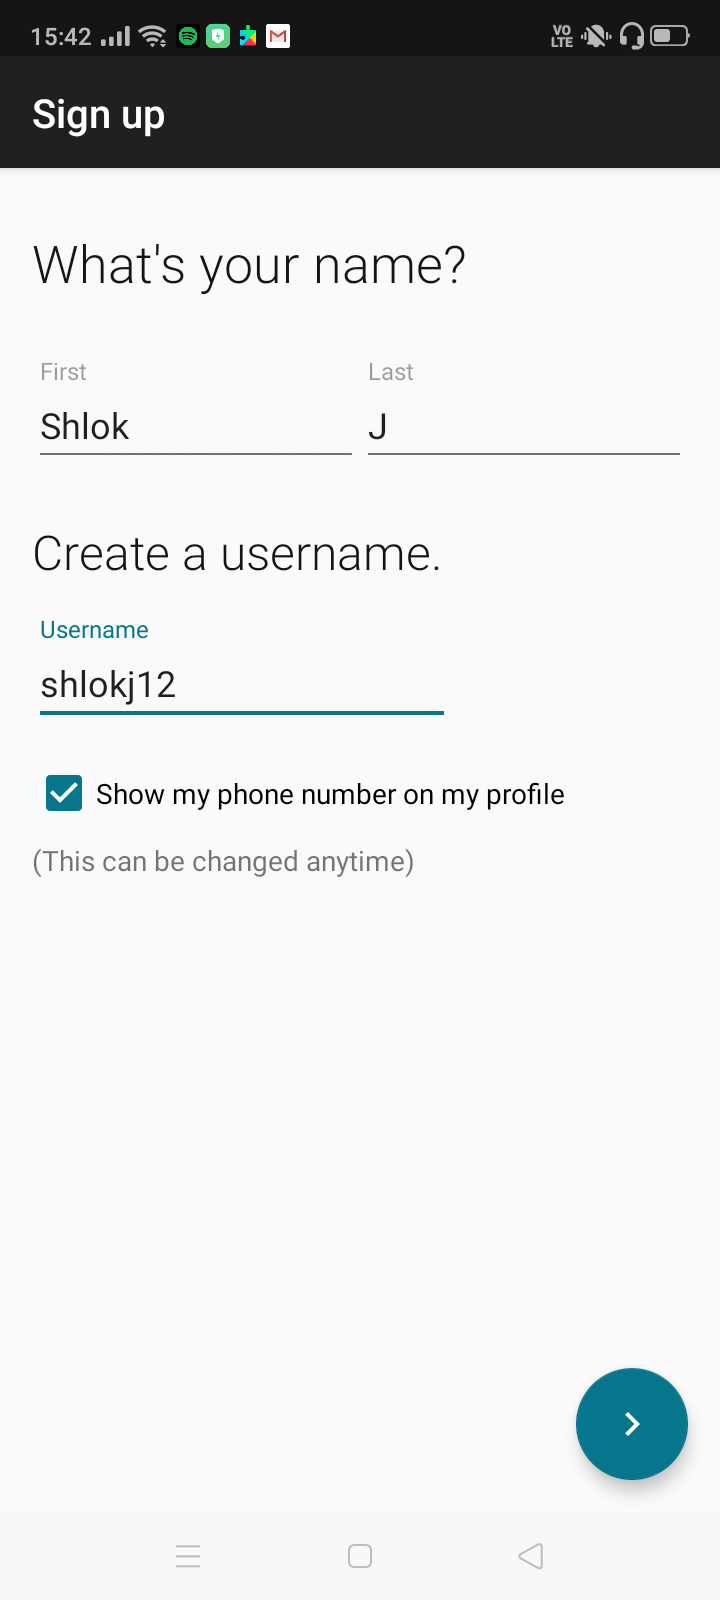 15:42
VO
LTE
Sign up
What's your name?
First Last
Shlok J
Create a username.
Username
shlokj12
Show my phone number on my profile
(This can be changed anytime)